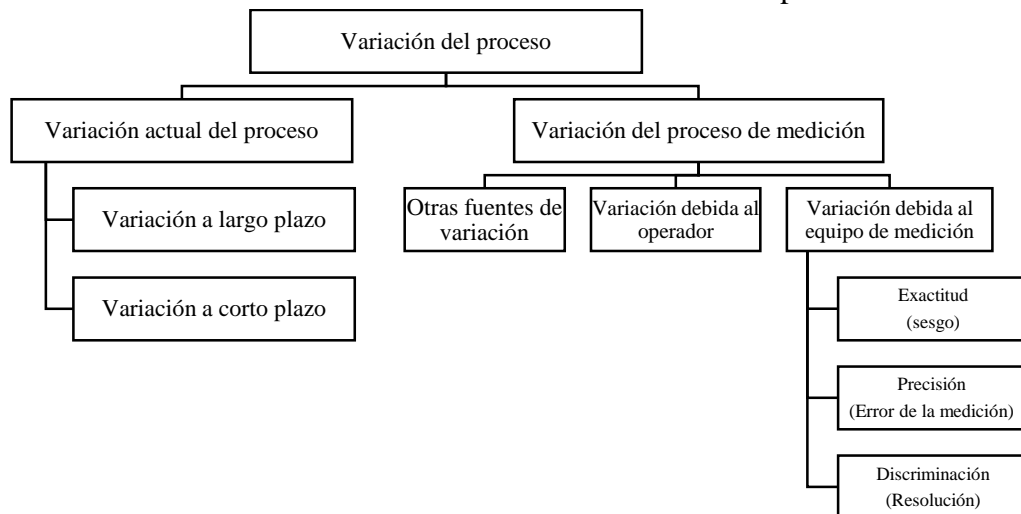 Variación del proceso
Variación actual del proceso
Variación del proceso de medición
Variación a largo plazo
Variación a corto plazo
Otras fuentes de
variación
Variación debida al
operador
Variación debida al
equipo de medición
Exactitud
(sesgo)
Precisión
(Error de la medición)
Discriminación
(Resolución)